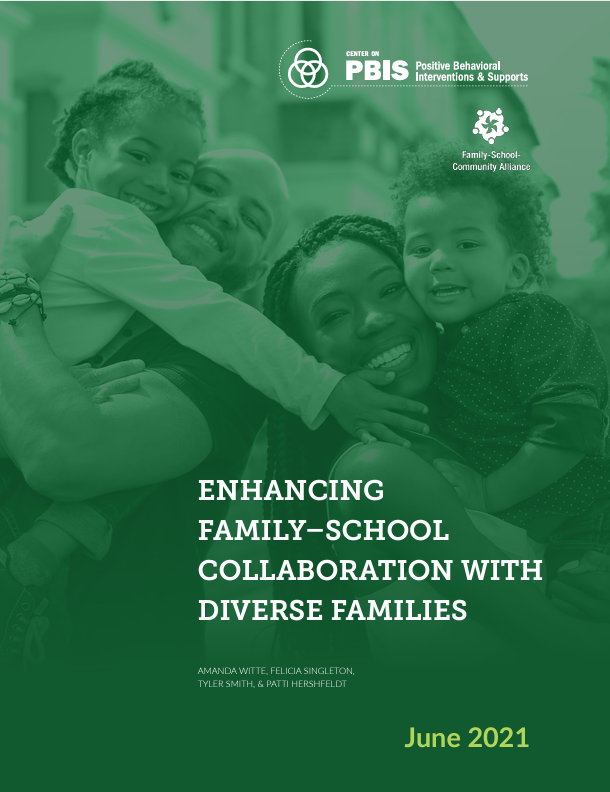 CENTER ON
PBIS
Positive Behavioral
Interventions & Supports
Family-School-
Community Alliance
ENHANCING
FAMILY–SCHOOL
COLLABORATION WITH
DIVERSE FAMILIES
AMANDA WITTE, FELICIA SINGLETON,
TYLER SMITH, & PATTI HERSHFELDT
June 2021